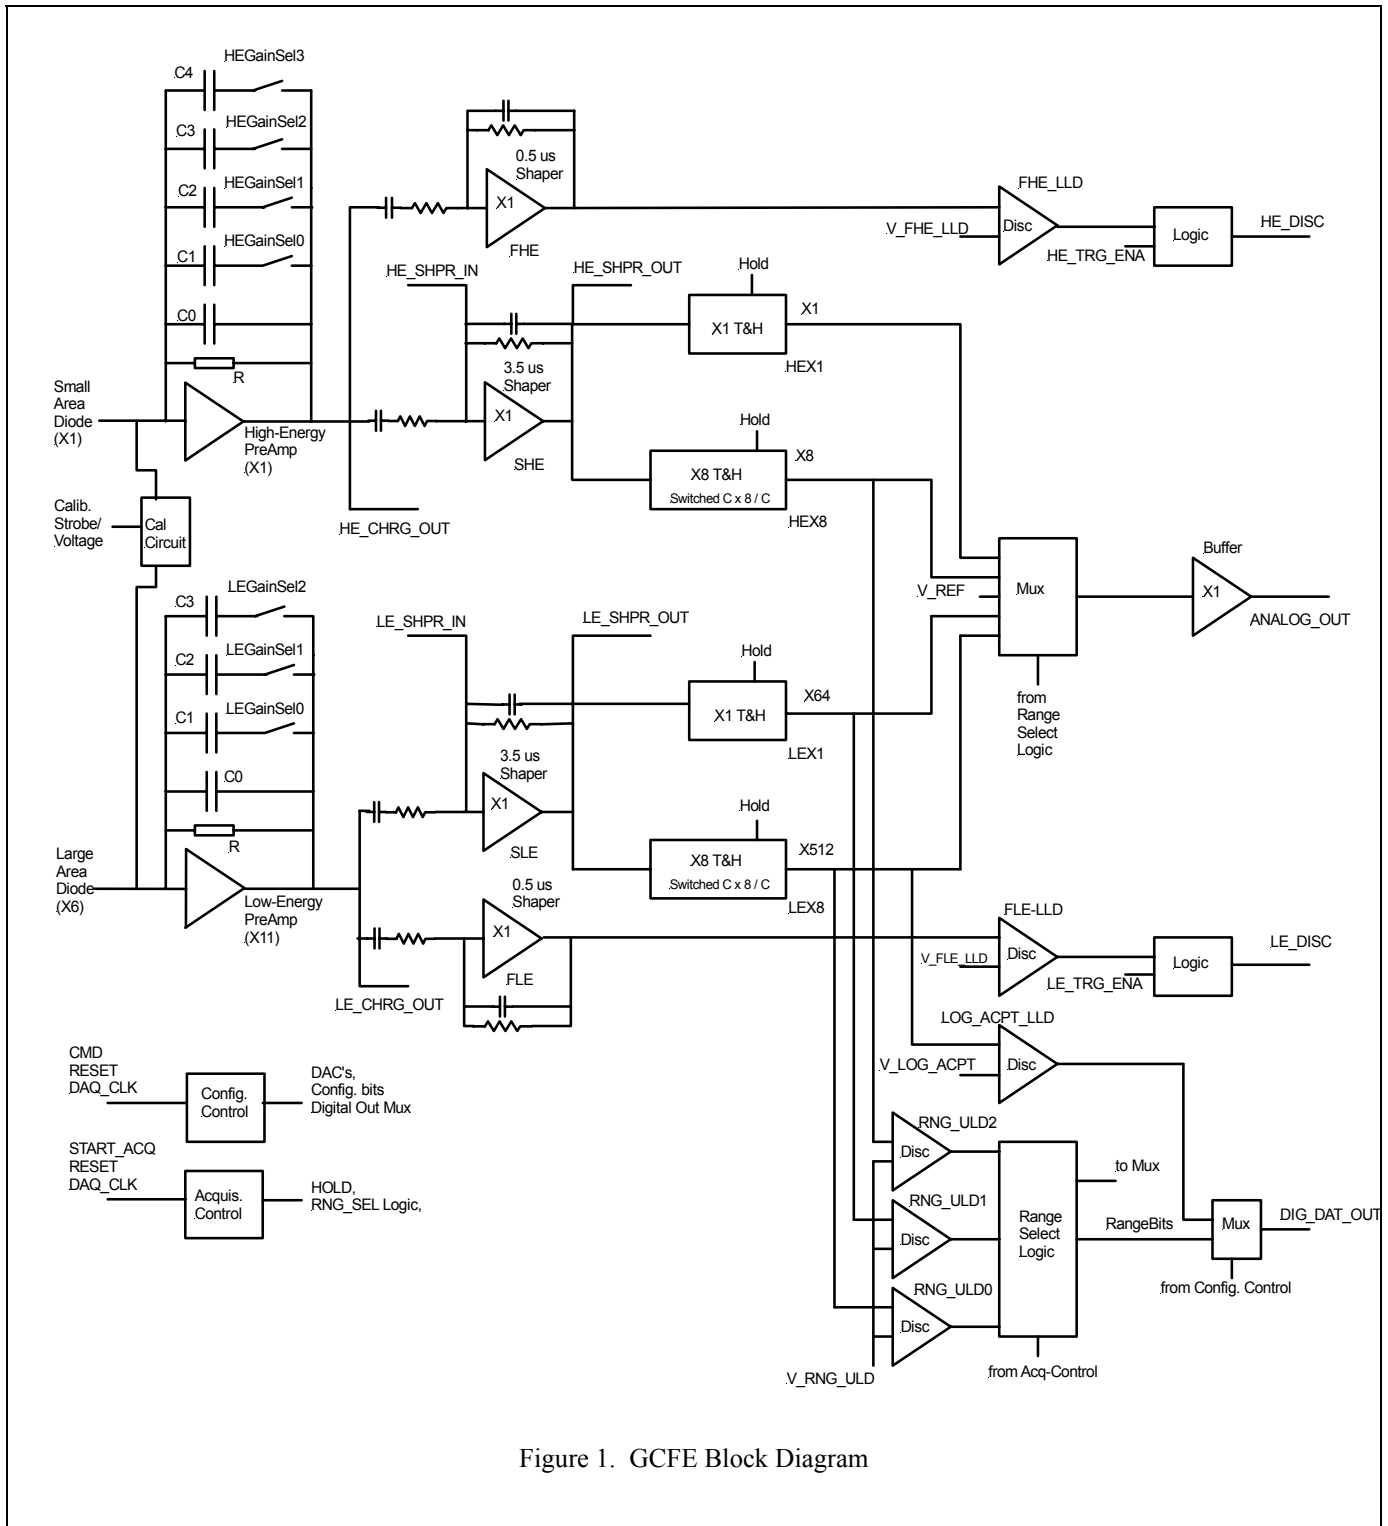 HEGainSel3
C4
HEGainSel2
C3
HEGainSel1
C2
HEGainSel0
C1
C0
R
Small
Area
Diode
(X1)
High-Energy
PreAmp
(X1)
Calib.
Strobe/
Voltage
Cal
Circuit
0.5 us
Shaper
X1
FHE
HE_SHPR_IN
HE_SHPR_OUT
3.5 us
Shaper
X1
SHE
HE_CHRG_OUT
Hold
X1 T&H
X1
HEX1
Hold
X8 T&H
Switched C x 8 / C
X8
HEX8
FHE_LLD
Disc
V_FHE_LLD
HE_TRG_ENA
Logic
HE_DISC
Mux
V_REF
from
Range
Select
Logic
Buffer
X1
ANALOG_OUT
LEGainSel2
C3
LEGainSel1
C2
LEGainSel0
C1
C0
R
Large
Area
Diode
(X6)
Low-Energy
PreAmp
(X11)
LE_SHPR_IN
LE_SHPR_OUT
3.5 us
Shaper
X1
SLE
0.5 us
Shaper
X1
FLE
LE_CHRG_OUT
Hold
X1 T&H
X64
LEX1
Hold
X8 T&H
Switched C x 8 / C
X512
LEX8
FLE-LLD
Disc
V_FLE_LLD
LE_TRG_ENA
Logic
LE_DISC
LOG_ACPT_LLD
V_LOG_ACPT
Disc
CMD
RESET
DAQ_CLK
Config.
Control
DAC's,
Config. bits
Digital Out Mux
START_ACQ
RESET
DAQ_CLK
Acquis.
Control
HOLD,
RNG_SEL Logic,
RNG_ULD2
Disc
RNG_ULD1
Disc
RNG_ULD0
Disc
V_RNG_ULD
Range
Select
Logic
to Mux
RangeBits
from Acq-Control
Mux
DIG_DAT_OUT
from Config. Control
Figure 1. GCFE Block Diagram